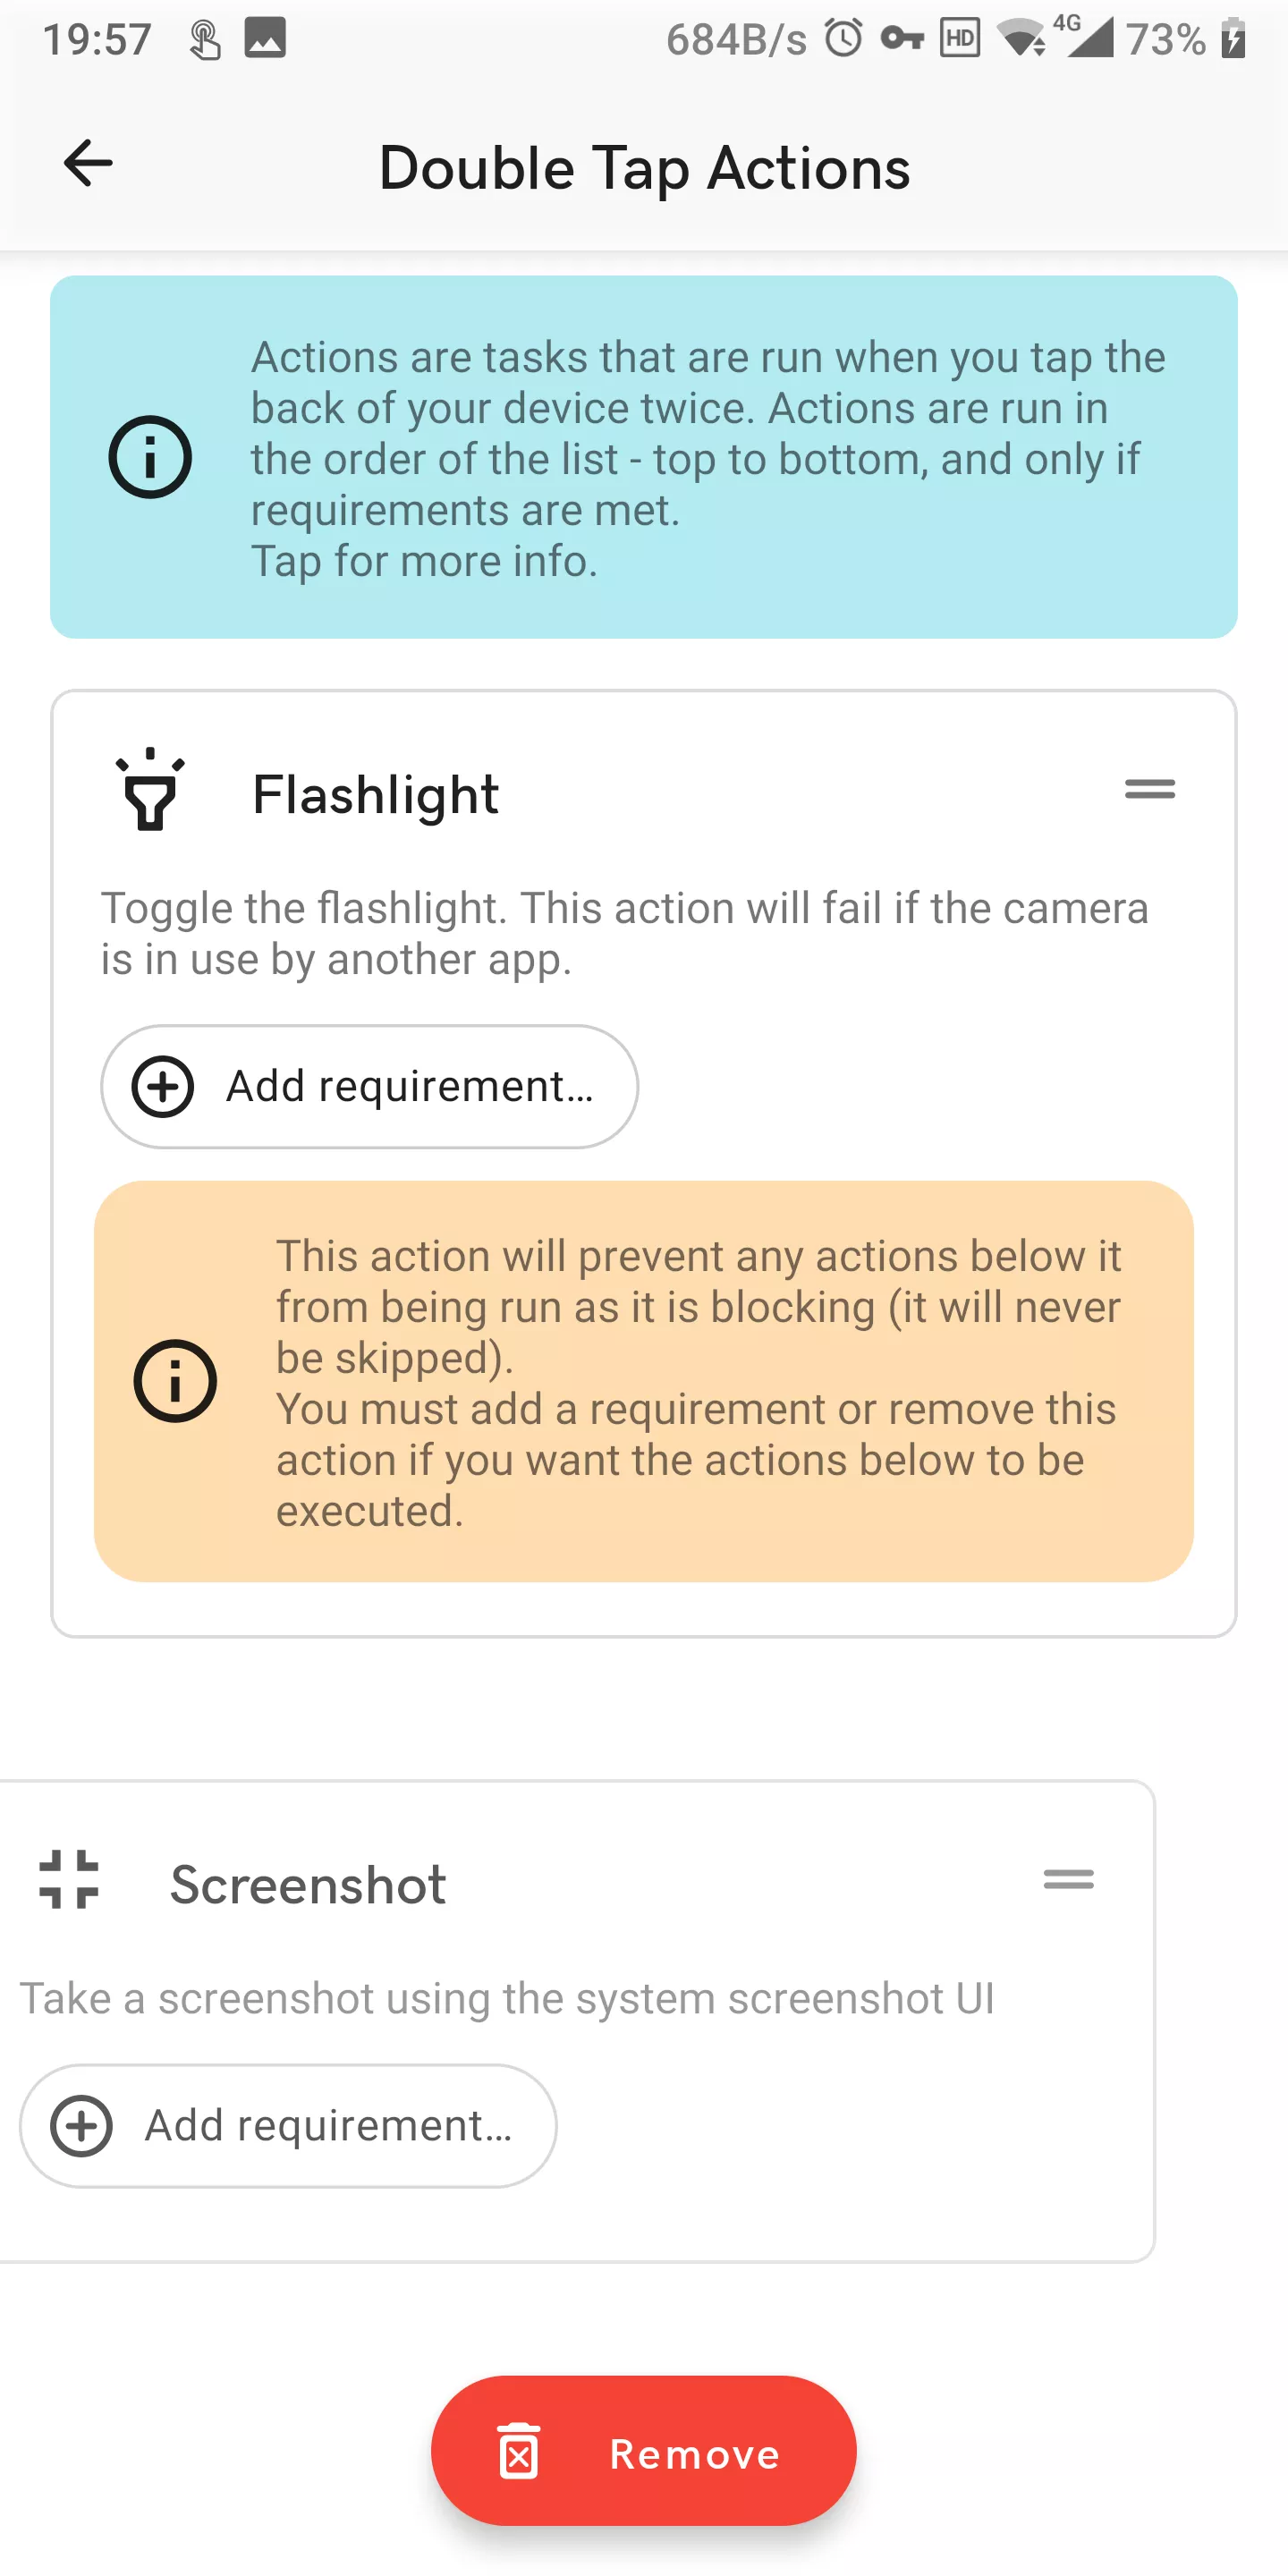 19:57 684B/s HD 4G 73%
Double Tap Actions
Actions are tasks that are run when you tap the
back of your device twice. Actions are run in
the order of the list - top to bottom, and only if
requirements are met.
Tap for more info.
Flashlight
Toggle the flashlight. This action will fail if the camera
is in use by another app.
Add requirement...
This action will prevent any actions below it
from being run as it is blocking (it will never
be skipped).
You must add a requirement or remove this
action if you want the actions below to be
executed.
Screenshot
Take a screenshot using the system screenshot UI
Add requirement...
Remove